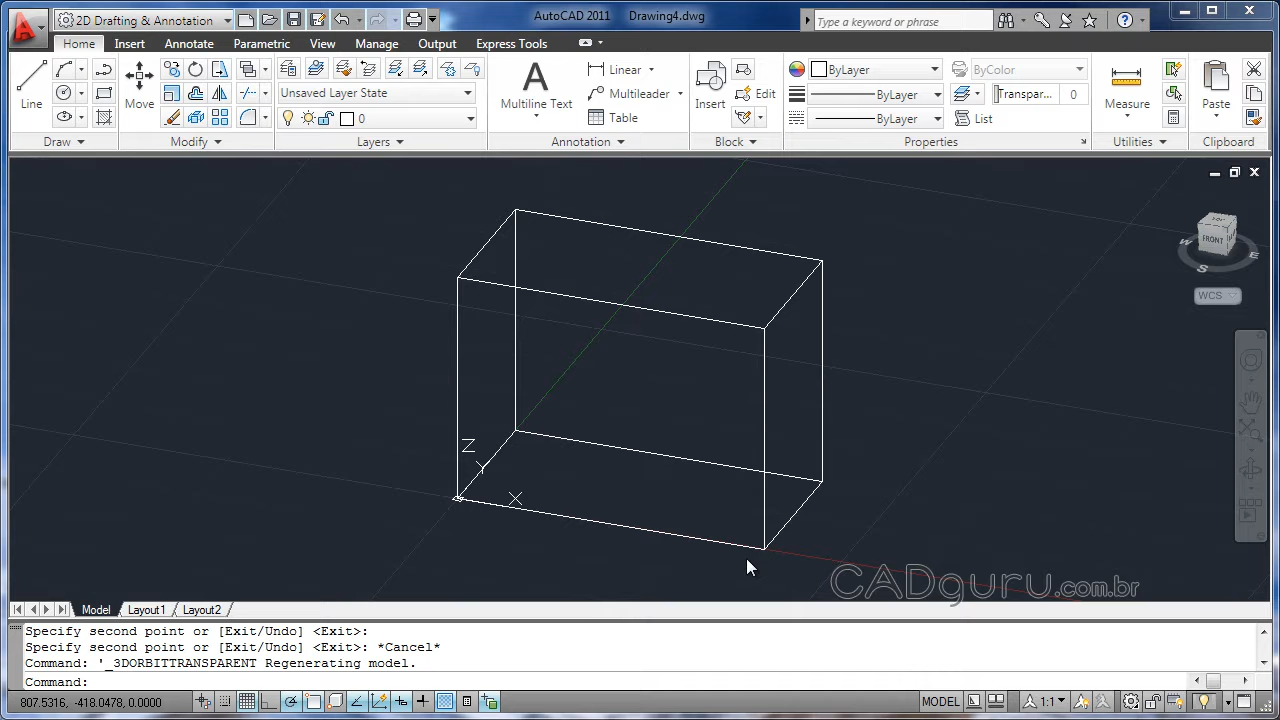 2D Drafting & Annotation
AutoCAD 2011 Drawing4.dwg
Type a keyword or phrase
Home Insert Annotate Parametric View Manage Output Express Tools
Line
Move
Unsaved Layer State
0
Multiline Text
Linear
Multileader
Table
Insert
Edit
ByLayer
ByLayer
ByLayer
ByColor
Transpar... 0
List
Measure
Paste
Draw Modify Layers Annotation Block Properties Utilities Clipboard
TOP
FRONT
W
S
E
WCS
Z
Y
X
CADguru.com.br
Model Layout1 Layout2
Specify second point or [Exit/Undo] <Exit>:
Specify second point or [Exit/Undo] <Exit>: *Cancel*
Command: '_3DORBITTRANSPARENT Regenerating model.
Command:
807.5316, -418.0478, 0.0000
MODEL
1:1